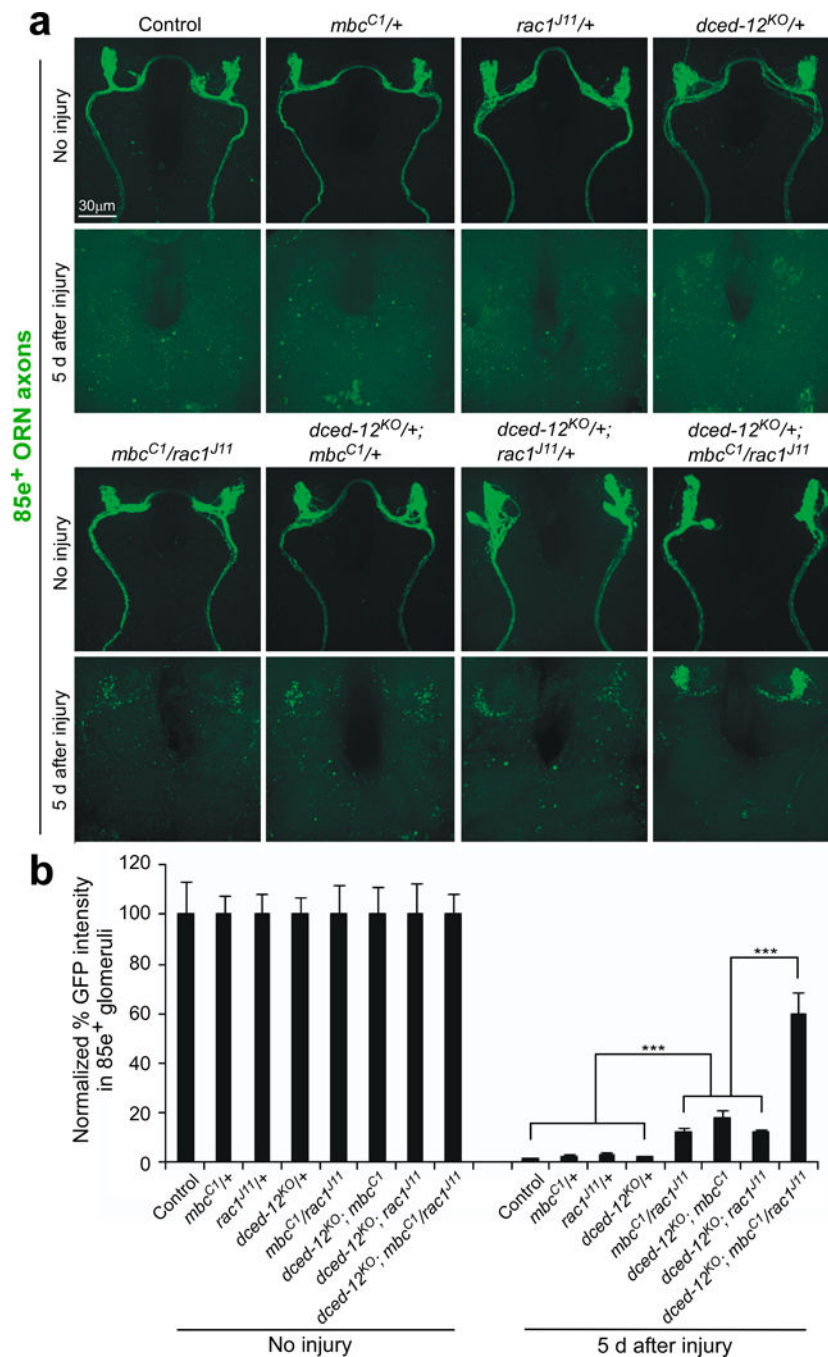 a
Control
mbcC1/+
rac1J11/+
dced-12KO/+
No injury
30µm
5 d after injury
85e+ ORN axons
mbcC1/rac1J11
dced-12KO/+;
mbcC1/+
dced-12KO/+;
rac1J11/+
dced-12KO/+;
mbcC1/rac1J11
No injury
5 d after injury
b
Normalized % GFP intensity
in 85e+ glomeruli
120
100
80
60
40
20
0
***
***
Control
mbcC1/+
rac1J11/+
dced-12KO/+
mbcC1/rac1J11
dced-12KO; mbcC1
dced-12KO; rac1J11
dced-12KO; mbcC1/rac1J11
Control
mbcC1/+
rac1J11/+
dced-12KO/+
mbcC1/rac1J11
dced-12KO; mbcC1
dced-12KO; rac1J11
dced-12KO; mbcC1/rac1J11
No injury
5 d after injury